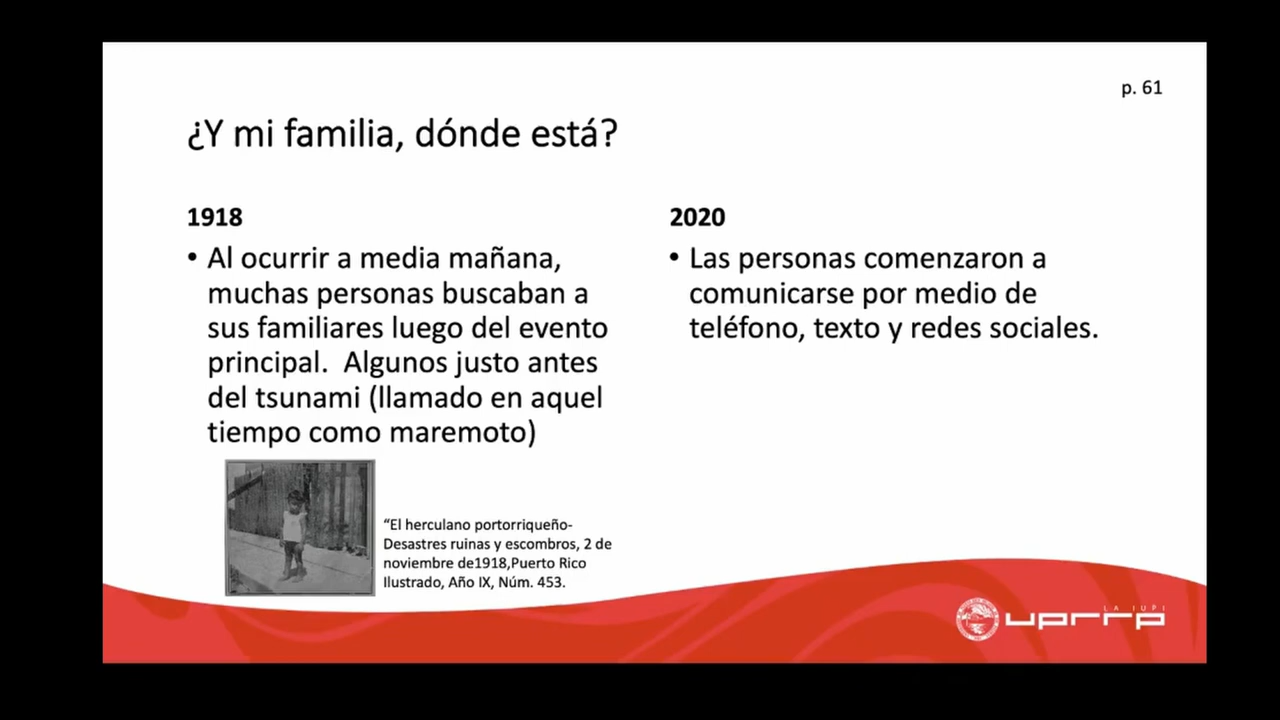 p. 61
¿Y mi familia, dónde está?
1918
• Al ocurrir a media mañana,
muchas personas buscaban a
sus familiares luego del evento
principal.  Algunos justo antes
del tsunami (llamado en aquel
tiempo como maremoto)
“El herculano portorriqueño-
Desastres ruinas y escombros, 2 de
noviembre de1918,Puerto Rico
Ilustrado, Año IX, Núm. 453.
2020
• Las personas comenzaron a
comunicarse por medio de
teléfono, texto y redes sociales.
LA IUPI
uprrp